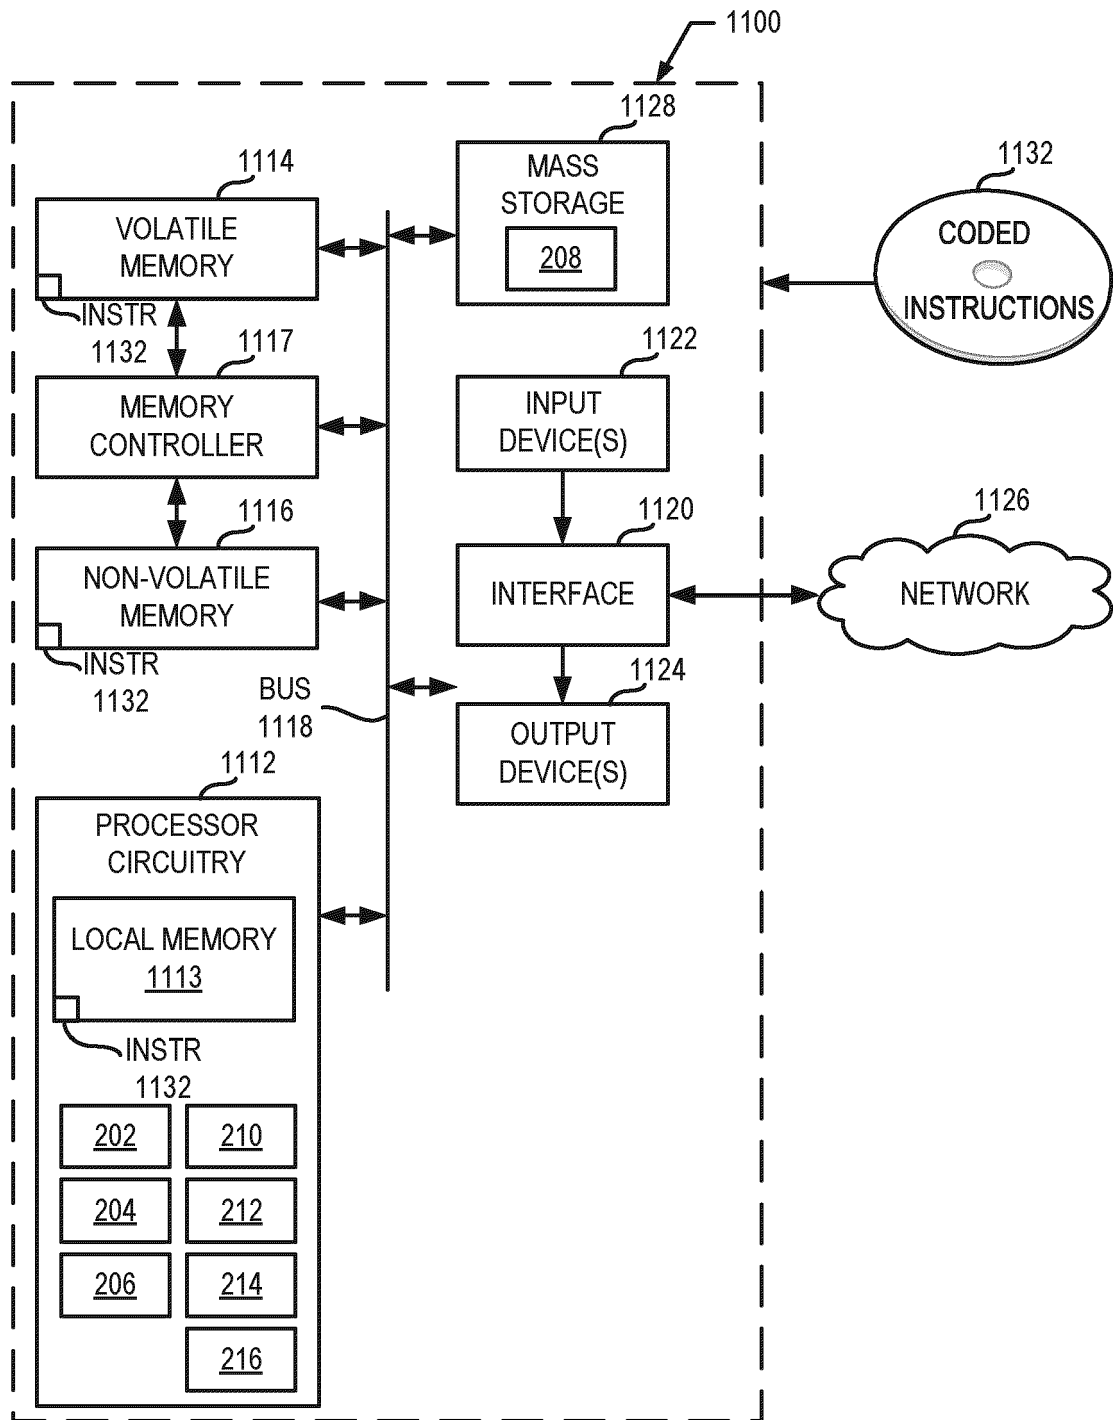 1100
1128
MASS
STORAGE
208
1114
VOLATILE
MEMORY
INSTR
1132
1117
MEMORY
CONTROLLER
1116
NON-VOLATILE
MEMORY
INSTR
1132
BUS
1118
1122
INPUT
DEVICE(S)
1120
INTERFACE
1124
OUTPUT
DEVICE(S)
1132
CODED
INSTRUCTIONS
1126
NETWORK
1112
PROCESSOR
CIRCUITRY
LOCAL MEMORY
1113
INSTR
1132
202 210
204 212
206 214
216